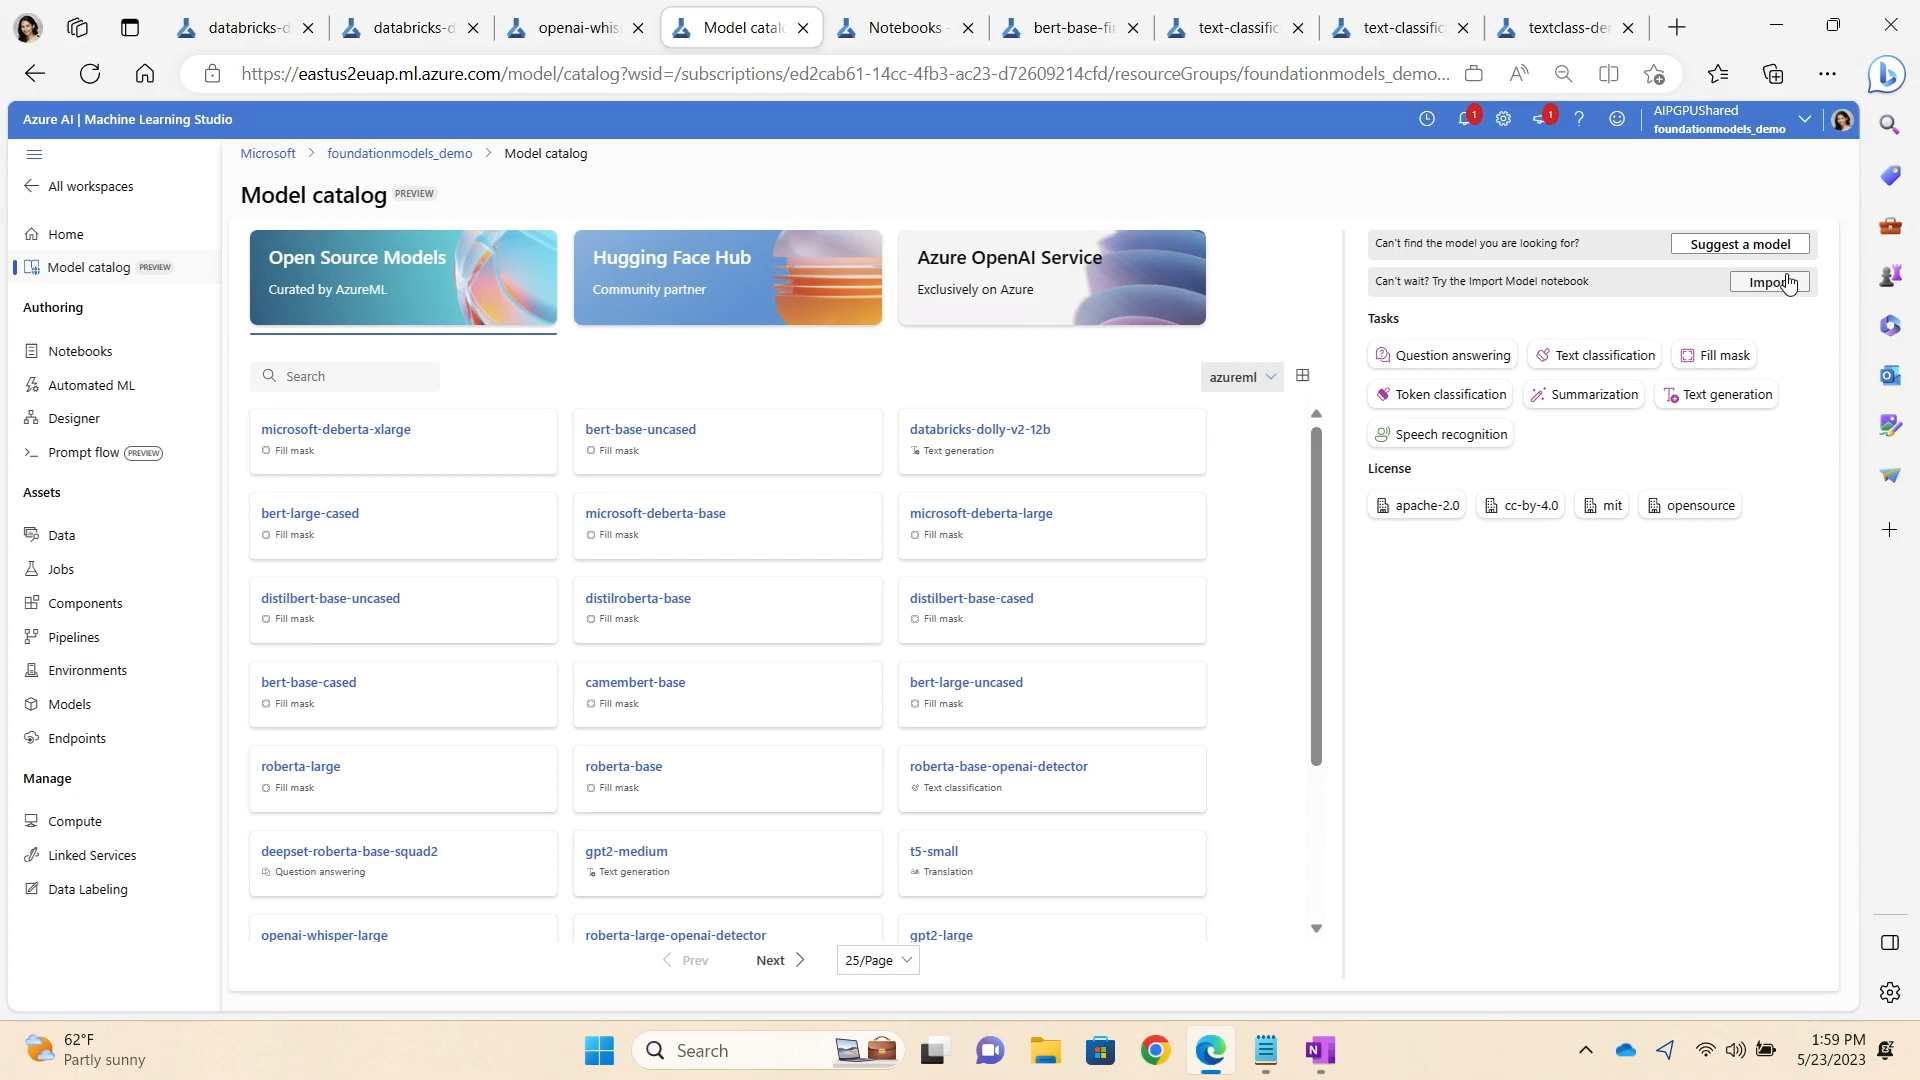 databricks-d
databricks-d
openai-whis
Model catalo
Notebooks -
bert-base-fin
text-classific
text-classific
textclass-der
https://eastus2euap.ml.azure.com/model/catalog?wsid=/subscriptions/ed2cab61-14cc-4fb3-ac23-d72609214cfd/resourceGroups/foundationmodels_demo...
Azure AI | Machine Learning Studio
1
1
AIPGPUShared
foundationmodels_demo
All workspaces
Home
Model catalog PREVIEW
Authoring
Notebooks
Automated ML
Designer
Prompt flow PREVIEW
Assets
Data
Jobs
Components
Pipelines
Environments
Models
Endpoints
Manage
Compute
Linked Services
Data Labeling
Microsoft > foundationmodels_demo > Model catalog
Model catalog PREVIEW
Open Source Models
Curated by AzureML
Hugging Face Hub
Community partner
Azure OpenAI Service
Exclusively on Azure
Search
azureml
microsoft-deberta-xlarge
Fill mask
bert-base-uncased
Fill mask
databricks-dolly-v2-12b
Text generation
bert-large-cased
Fill mask
microsoft-deberta-base
Fill mask
microsoft-deberta-large
Fill mask
distilbert-base-uncased
Fill mask
distilroberta-base
Fill mask
distilbert-base-cased
Fill mask
bert-base-cased
Fill mask
camembert-base
Fill mask
bert-large-uncased
Fill mask
roberta-large
Fill mask
roberta-base
Fill mask
roberta-base-openai-detector
Text classification
deepset-roberta-base-squad2
Question answering
gpt2-medium
Text generation
t5-small
Translation
openai-whisper-large
roberta-large-openai-detector
gpt2-large
Prev
Next
25/Page
Can't find the model you are looking for?
Suggest a model
Can't wait? Try the Import Model notebook
Import
Tasks
Question answering
Text classification
Fill mask
Token classification
Summarization
Text generation
Speech recognition
License
apache-2.0
cc-by-4.0
mit
opensource
62°F
Partly sunny
Search
1:59 PM
5/23/2023